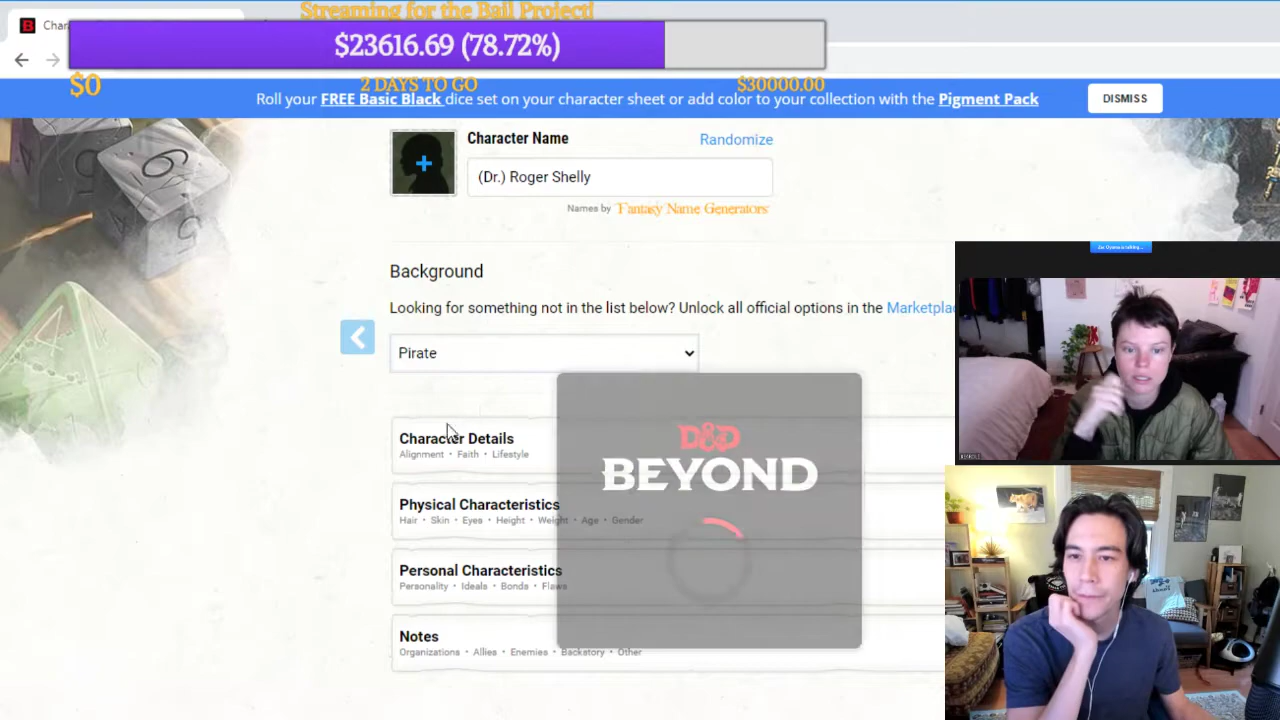 Streaming for the Bail Project!
Char
$23616.69 (78.72%)
$0
2 DAYS TO GO
$30000.00
Roll your FREE Basic Black dice set on your character sheet or add color to your collection with the Pigment Pack
DISMISS
Character Name
Randomize
(Dr.) Roger Shelly
Names by Fantasy Name Generators
Background
Looking for something not in the list below? Unlock all official options in the Marketplac
Pirate
Character Details
Alignment • Faith • Lifestyle
D&D
BEYOND
Physical Characteristics
Hair • Skin • Eyes • Height • Weight • Age • Gender
Personal Characteristics
Personality • Ideals • Bonds • Flaws
Notes
Organizations • Allies • Enemies • Backstory • Other